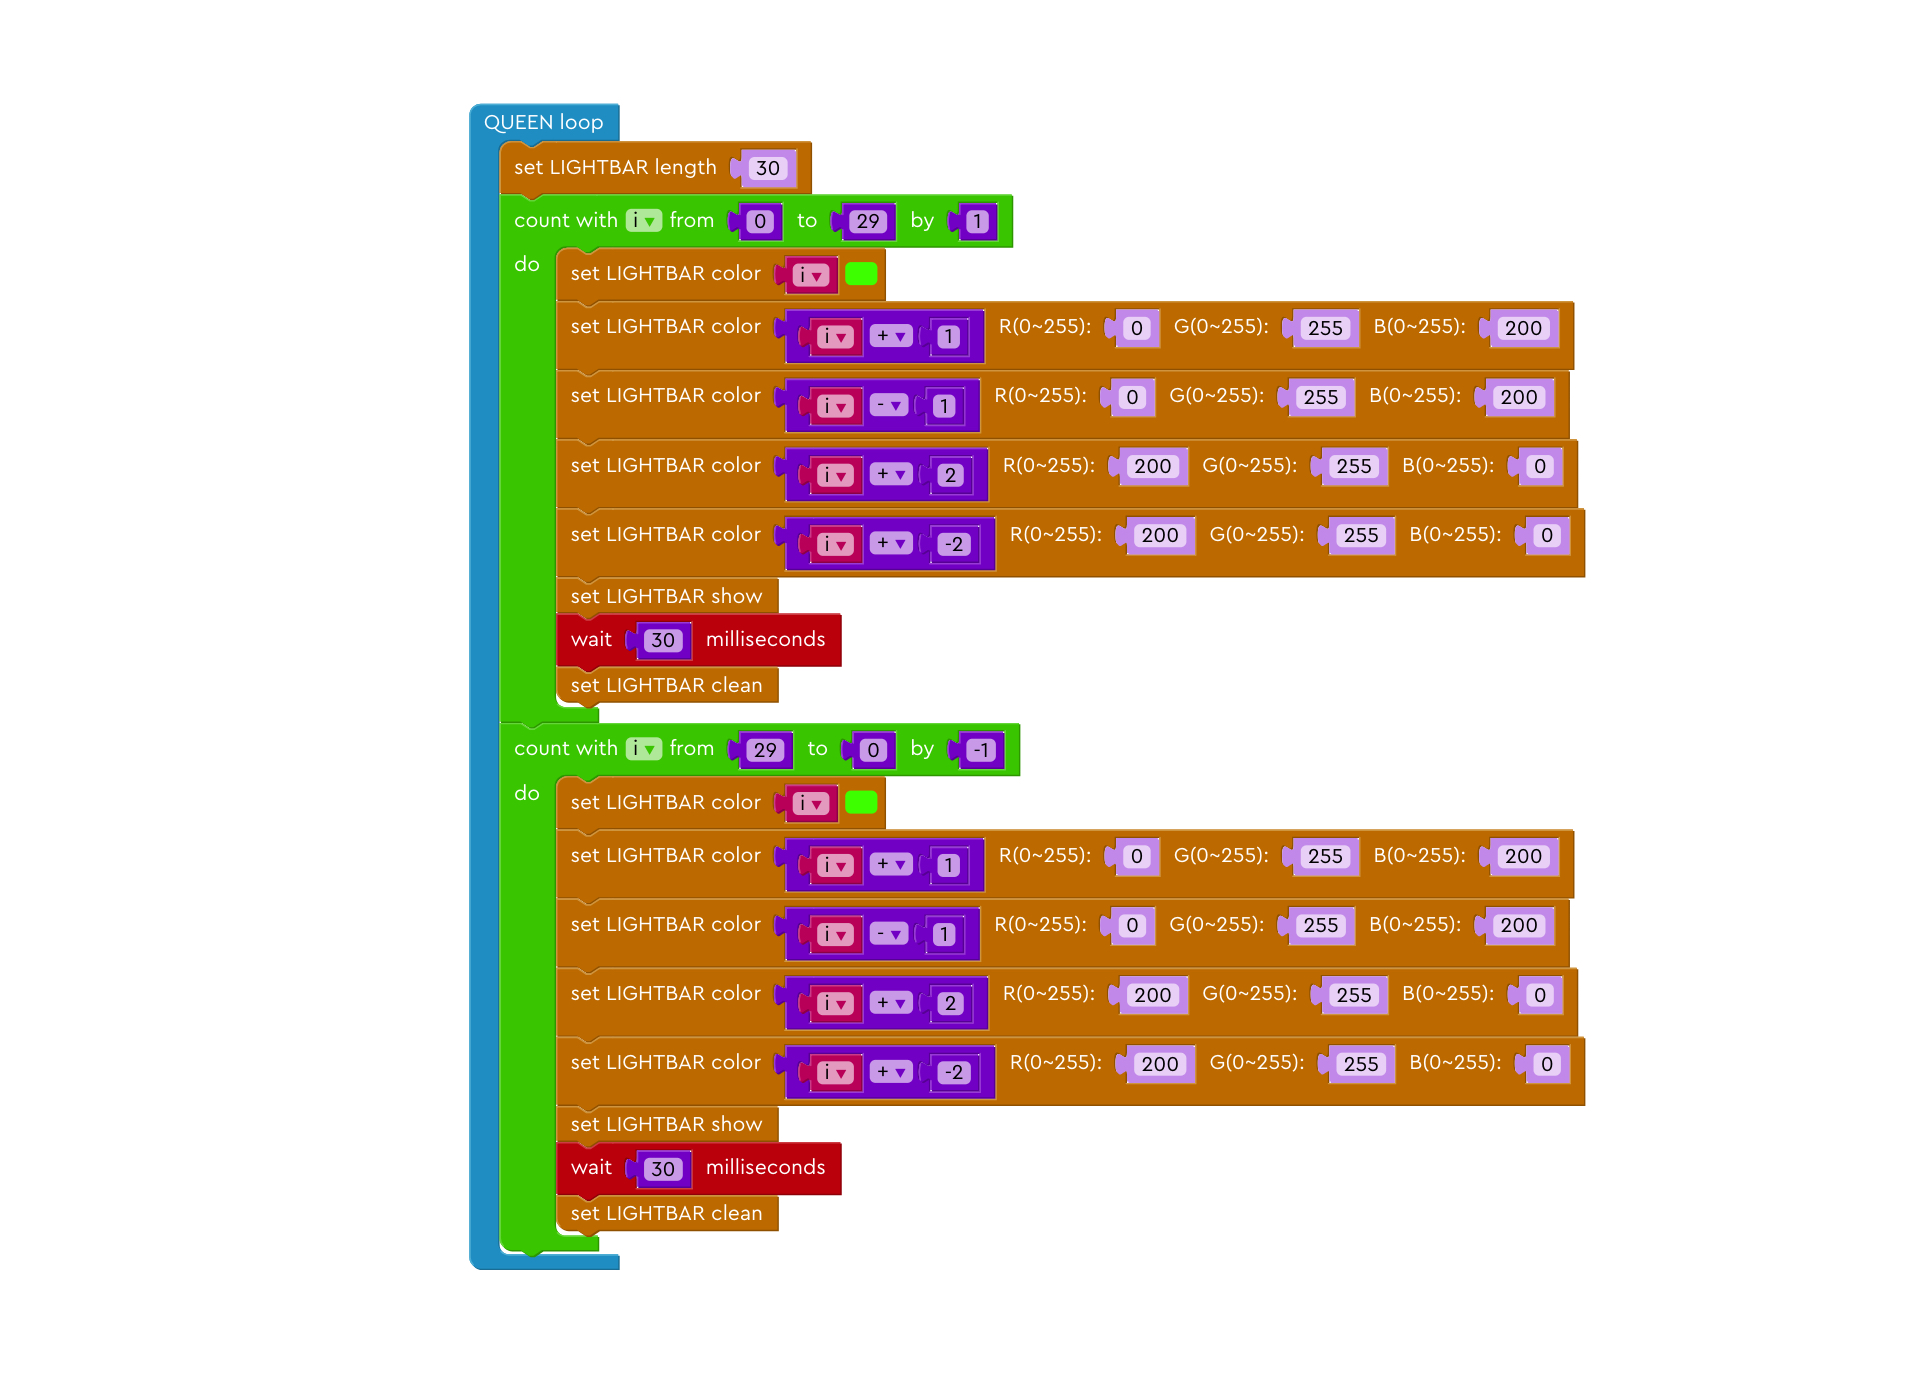 QUEEN loop
set LIGHTBAR length 30
count with i from 0 to 29 by 1
do
set LIGHTBAR color i
set LIGHTBAR color i + 1 R(0~255): 0 G(0~255): 255 B(0~255): 200
set LIGHTBAR color i - 1 R(0~255): 0 G(0~255): 255 B(0~255): 200
set LIGHTBAR color i + 2 R(0~255): 200 G(0~255): 255 B(0~255): 0
set LIGHTBAR color i + -2 R(0~255): 200 G(0~255): 255 B(0~255): 0
set LIGHTBAR show
wait 30 milliseconds
set LIGHTBAR clean
count with i from 29 to 0 by -1
do
set LIGHTBAR color i
set LIGHTBAR color i + 1 R(0~255): 0 G(0~255): 255 B(0~255): 200
set LIGHTBAR color i - 1 R(0~255): 0 G(0~255): 255 B(0~255): 200
set LIGHTBAR color i + 2 R(0~255): 200 G(0~255): 255 B(0~255): 0
set LIGHTBAR color i + -2 R(0~255): 200 G(0~255): 255 B(0~255): 0
set LIGHTBAR show
wait 30 milliseconds
set LIGHTBAR clean